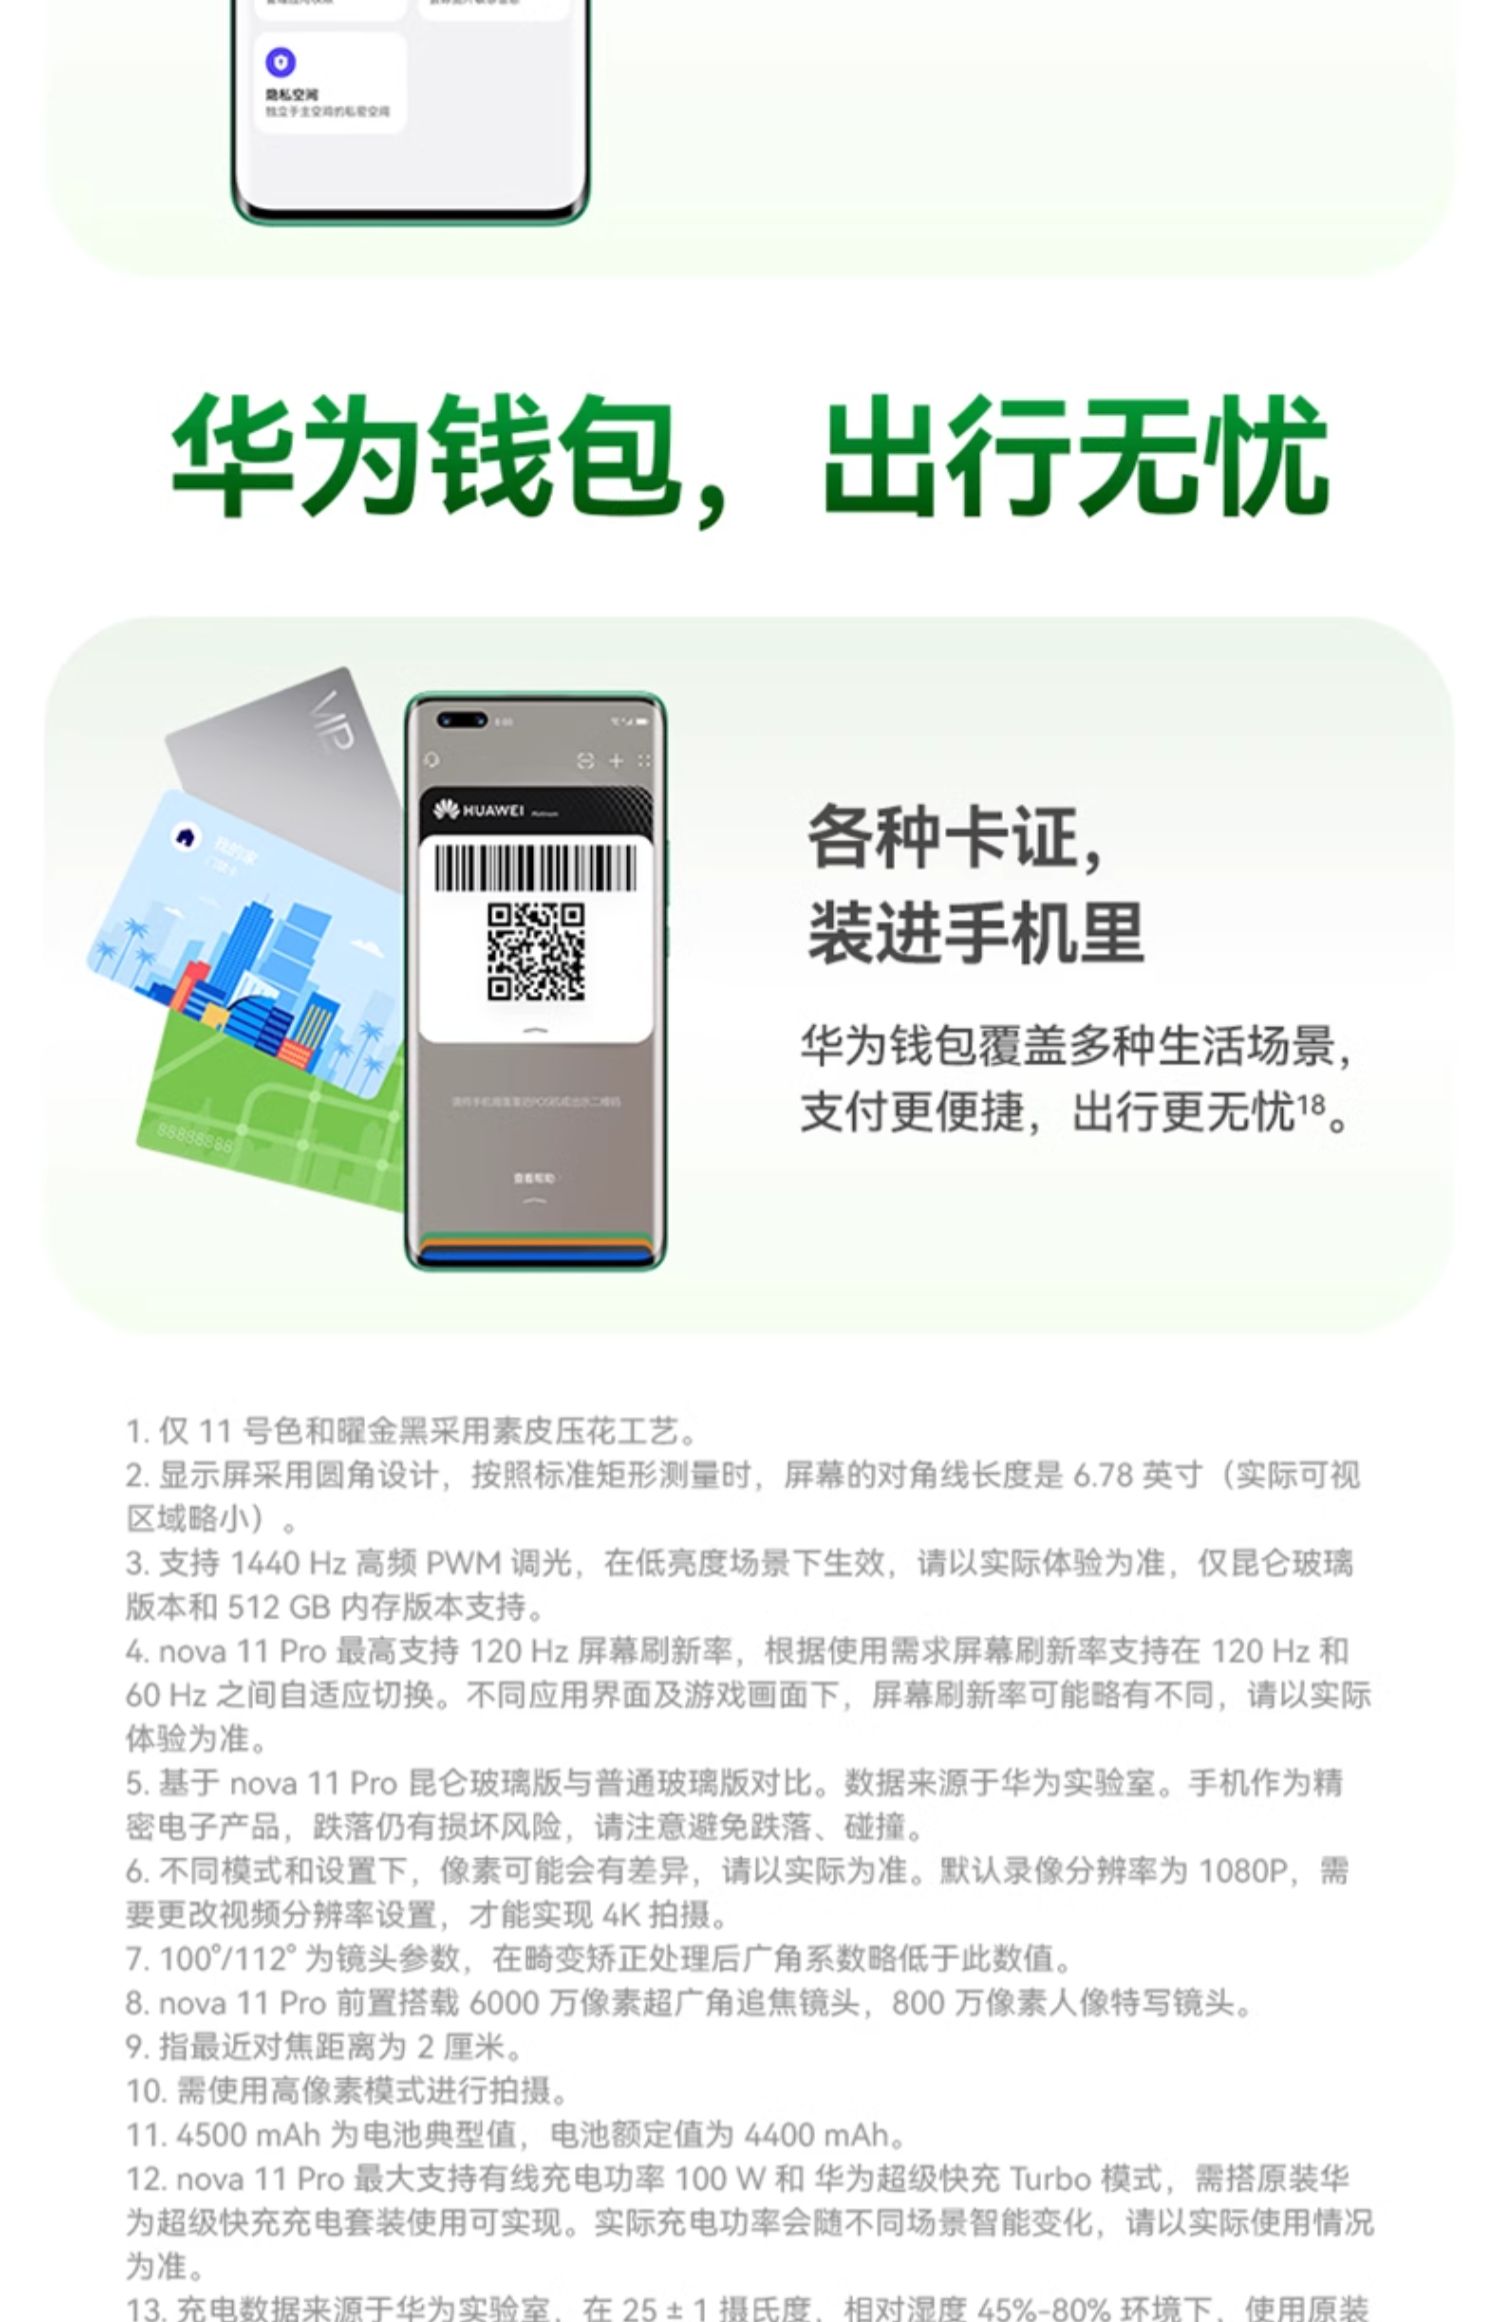 隐私空间
独立于主空间的私密空间
华为钱包，出行无忧
VIP
我的家
门禁卡
88888888
8:00
HUAWEI
Platinum
查看帮助
各种卡证，
装进手机里
华为钱包覆盖多种生活场景，
支付更便捷，出行更无忧18。
1. 仅 11 号色和曜金黑采用素皮压花工艺。
2. 显示屏采用圆角设计，按照标准矩形测量时，屏幕的对角线长度是 6.78 英寸（实际可视
区域略小）。
3. 支持 1440 Hz 高频 PWM 调光，在低亮度场景下生效，请以实际体验为准，仅昆仑玻璃
版本和 512 GB 内存版本支持。
4. nova 11 Pro 最高支持 120 Hz 屏幕刷新率，根据使用需求屏幕刷新率支持在 120 Hz 和
60 Hz 之间自适应切换。不同应用界面及游戏画面下，屏幕刷新率可能略有不同，请以实际
体验为准。
5. 基于 nova 11 Pro 昆仑玻璃版与普通玻璃版对比。数据来源于华为实验室。手机作为精
密电子产品，跌落仍有损坏风险，请注意避免跌落、碰撞。
6. 不同模式和设置下，像素可能会有差异，请以实际为准。默认录像分辨率为 1080P，需
要更改视频分辨率设置，才能实现 4K 拍摄。
7. 100°/112° 为镜头参数，在畸变矫正处理后广角系数略低于此数值。
8. nova 11 Pro 前置搭载 6000 万像素超广角追焦镜头，800 万像素人像特写镜头。
9. 指最近对焦距离为 2 厘米。
10. 需使用高像素模式进行拍摄。
11. 4500 mAh 为电池典型值，电池额定值为 4400 mAh。
12. nova 11 Pro 最大支持有线充电功率 100 W 和 华为超级快充 Turbo 模式，需搭原装华
为超级快充充电套装使用可实现。实际充电功率会随不同场景智能变化，请以实际使用情况
为准。
13. 充电数据来源于华为实验室，在 25 ± 1 摄氏度，相对湿度 45%-80% 环境下，使用原装